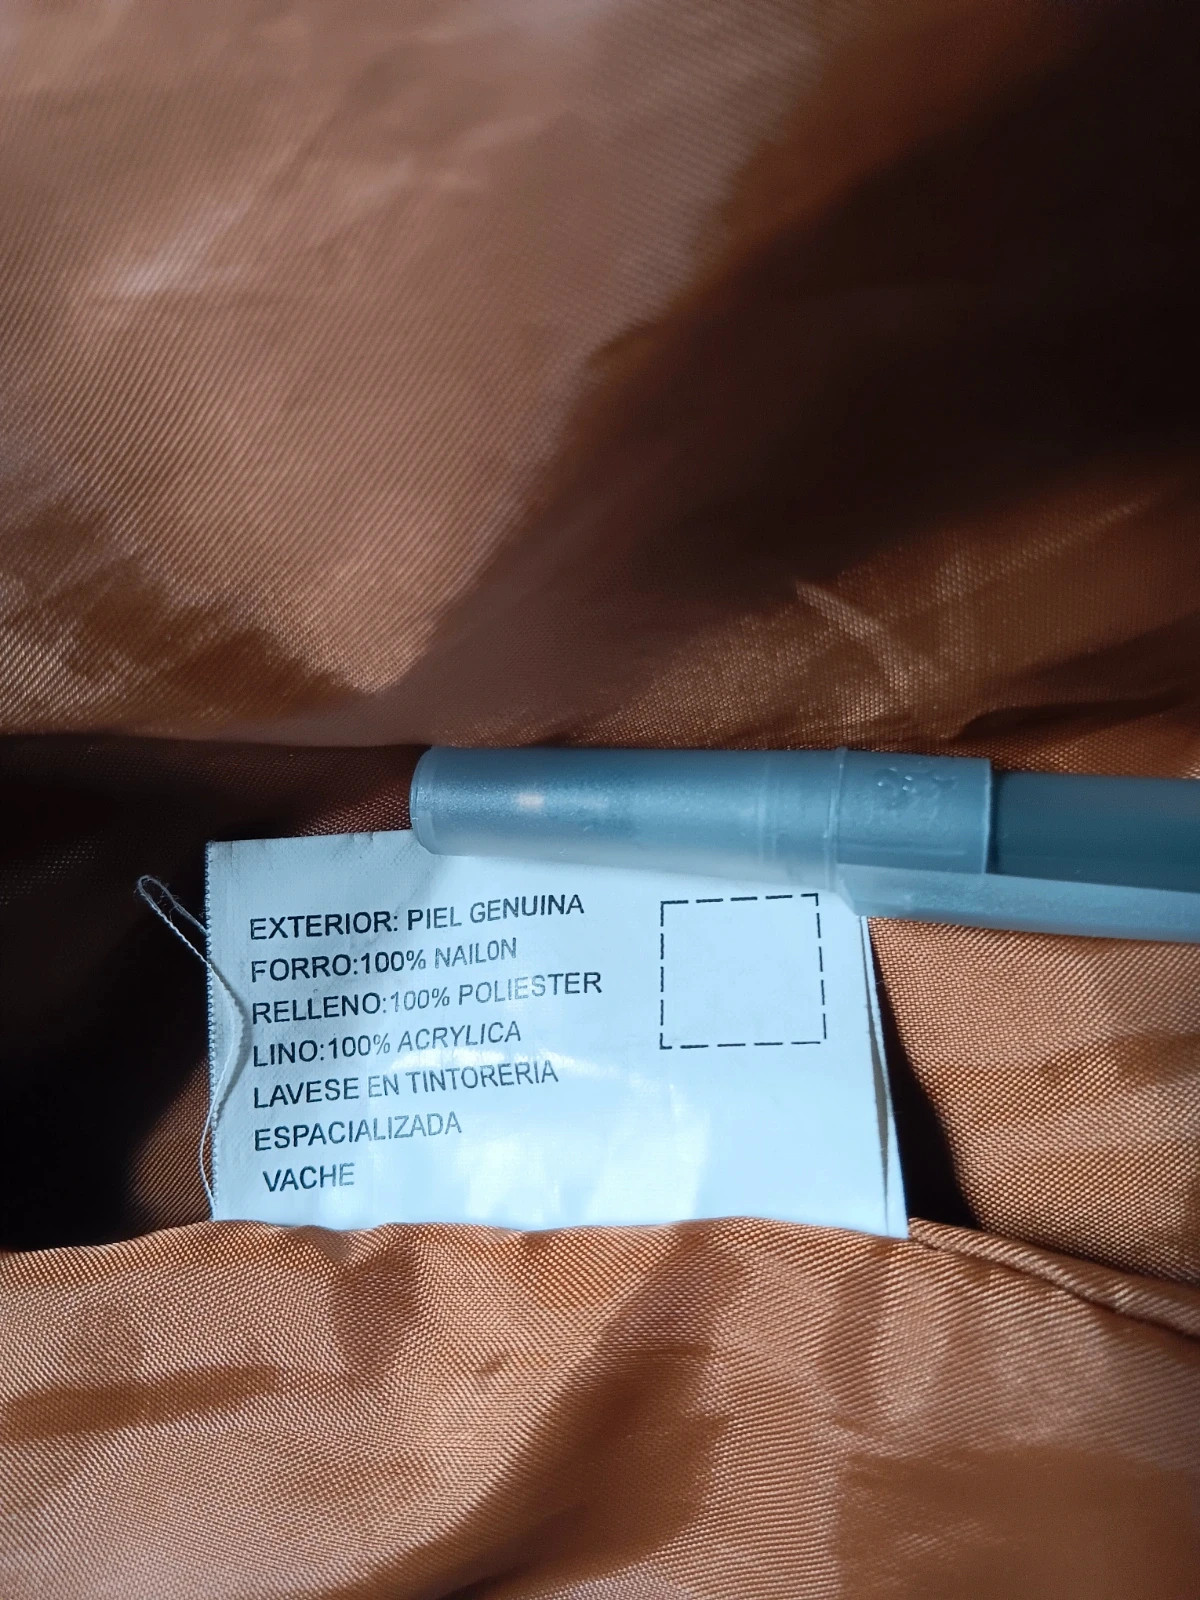 EXTERIOR: PIEL GENUINA
FORRO:100% NAILON
RELLENO:100% POLIESTER
LINO:100% ACRYLICA
LAVESE EN TINTORERIA
ESPACIALIZADA
VACHE